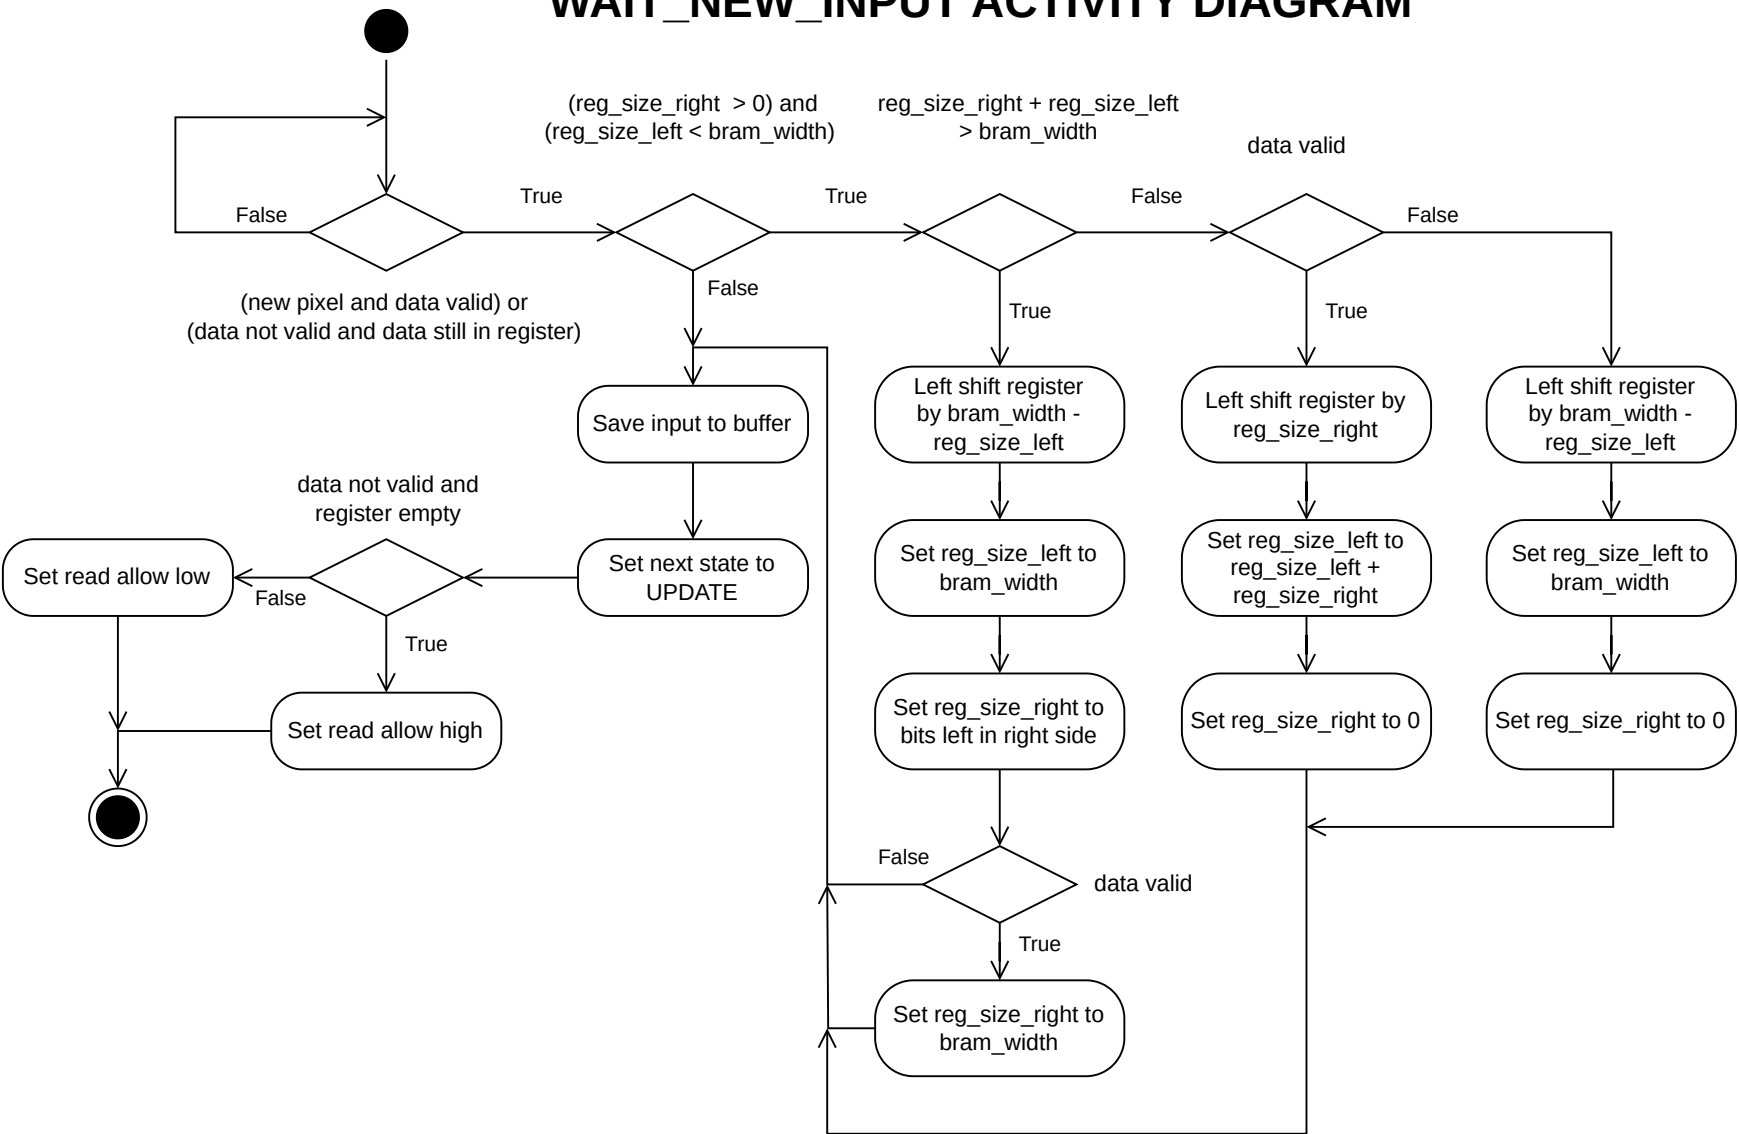 WAIT_NEW_INPUT ACTIVITY DIAGRAM
(reg_size_right > 0) and
(reg_size_left < bram_width)
reg_size_right + reg_size_left
> bram_width
data valid
False
True
True
False
False
(new pixel and data valid) or
(data not valid and data still in register)
False
True
True
Save input to buffer
Left shift register
by bram_width -
reg_size_left
Left shift register by
reg_size_right
Left shift register
by bram_width -
reg_size_left
data not valid and
register empty
Set read allow low
False
True
Set next state to
UPDATE
Set reg_size_left to
bram_width
Set reg_size_left to
reg_size_left +
reg_size_right
Set reg_size_left to
bram_width
Set read allow high
Set reg_size_right to
bits left in right side
Set reg_size_right to 0
Set reg_size_right to 0
False
data valid
True
Set reg_size_right to
bram_width